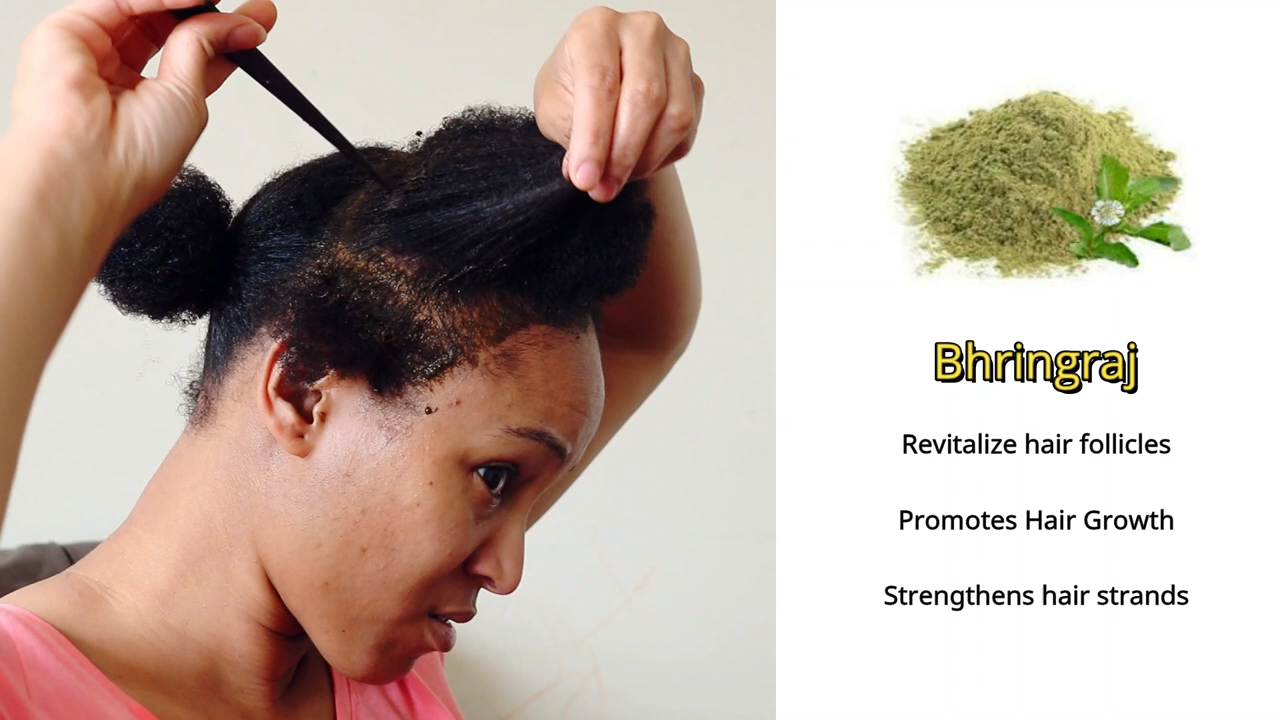 Bhringraj
Revitalize hair follicles
Promotes Hair Growth
Strengthens hair strands